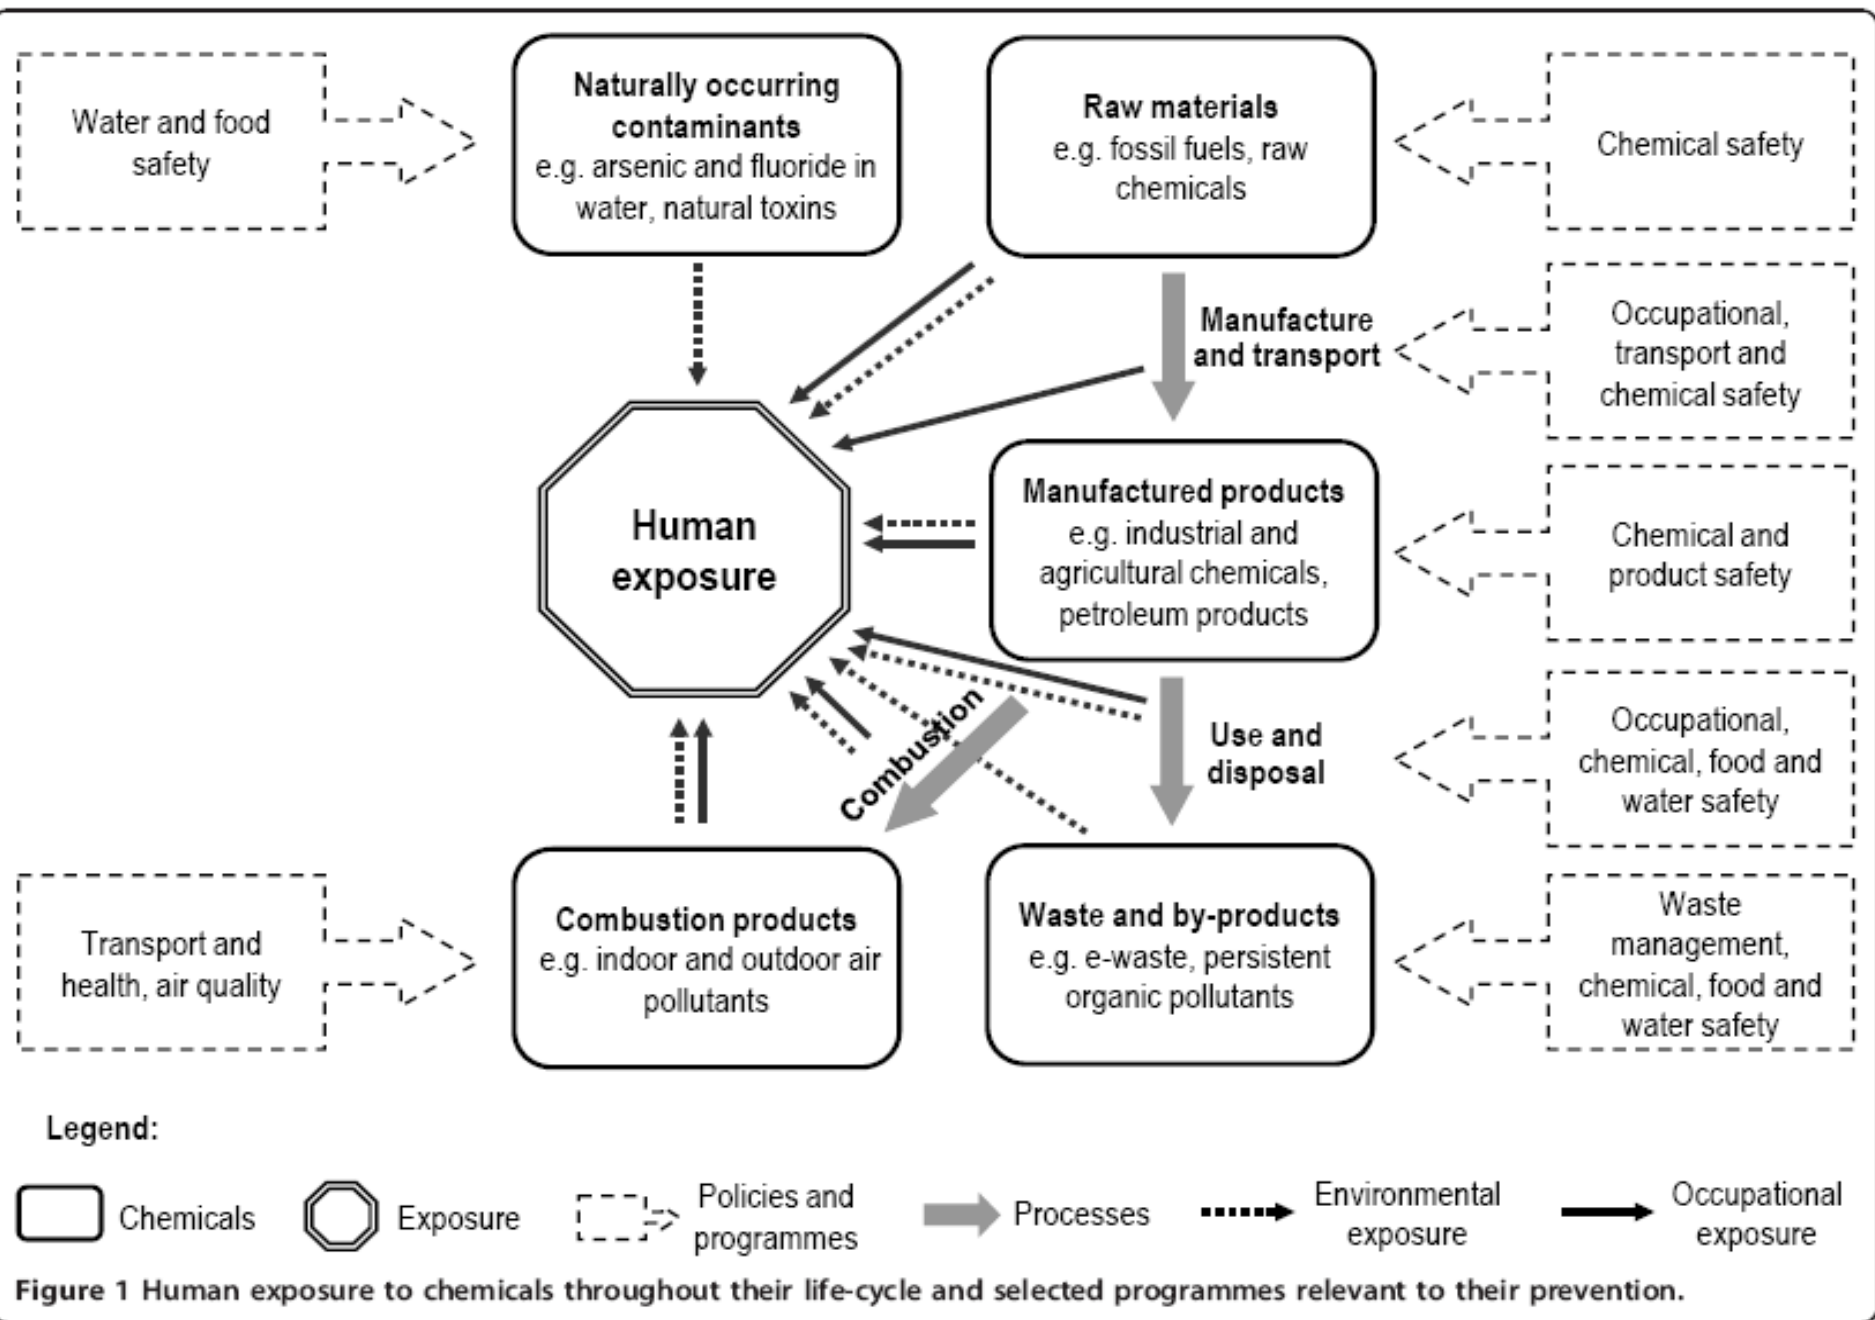 Water and food
safety
Naturally occurring
contaminants
e.g. arsenic and fluoride in
water, natural toxins
Raw materials
e.g. fossil fuels, raw
chemicals
Chemical safety
Manufacture
and transport
Occupational,
transport and
chemical safety
Human
exposure
Manufactured products
e.g. industrial and
agricultural chemicals,
petroleum products
Chemical and
product safety
Combustion
Use and
disposal
Occupational,
chemical, food and
water safety
Transport and
health, air quality
Combustion products
e.g. indoor and outdoor air
pollutants
Waste and by-products
e.g. e-waste, persistent
organic pollutants
Waste
management,
chemical, food and
water safety
Legend:
Chemicals
Exposure
Policies and
programmes
Processes
Environmental
exposure
Occupational
exposure
Figure 1 Human exposure to chemicals throughout their life-cycle and selected programmes relevant to their prevention.